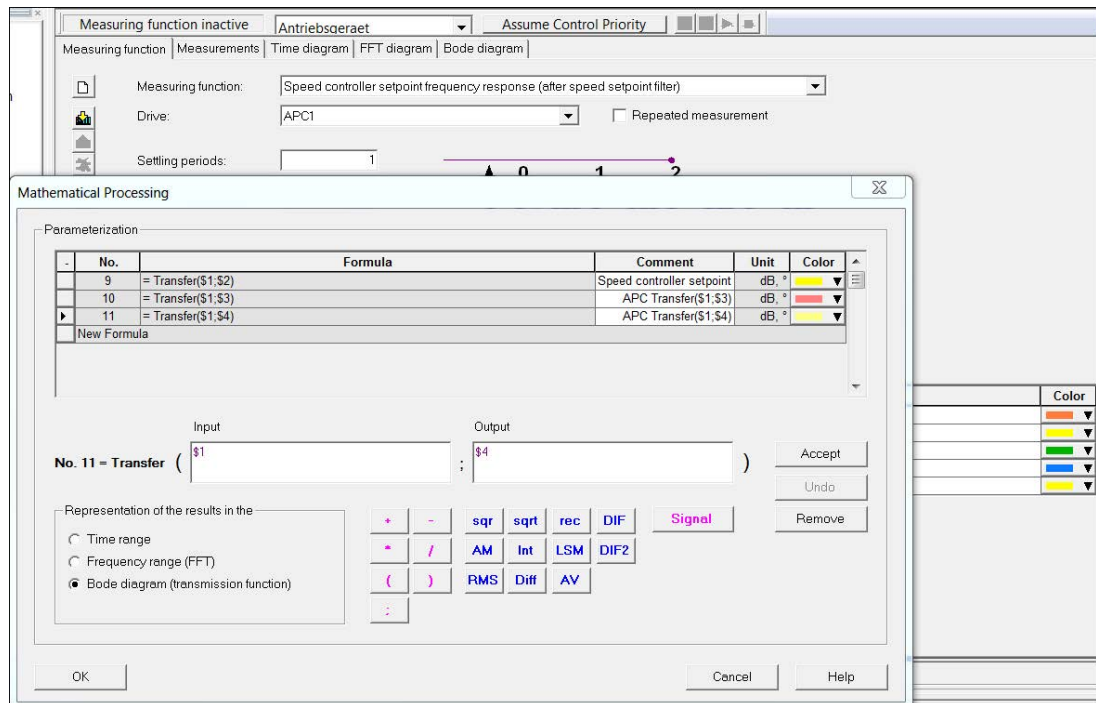 Measuring function inactive Antriebsgeraet Assume Control Priority
Measuring function Measurements Time diagram FFT diagram Bode diagram
Measuring function: Speed controller setpoint frequency response (after speed setpoint filter)
Drive: APC1 Repeated measurement
Settling periods: 1 0 1 2
Mathematical Processing
Parameterization
- No. Formula Comment Unit Color
9 = Transfer($1;$2) Speed controller setpoint dB, °
10 = Transfer($1;$3) APC Transfer($1;$3) dB, °
11 = Transfer($1;$4) APC Transfer($1;$4) dB, °
New Formula
Color
Input Output
No. 11 = Transfer ( $1 ; $4 ) Accept
Undo
Representation of the results in the
+ - sqr sqrt rec DIF Signal Remove
Time range
* / AM Int LSM DIF2
Frequency range (FFT)
( ) RMS Diff AV
Bode diagram (transmission function)
;
OK Cancel Help